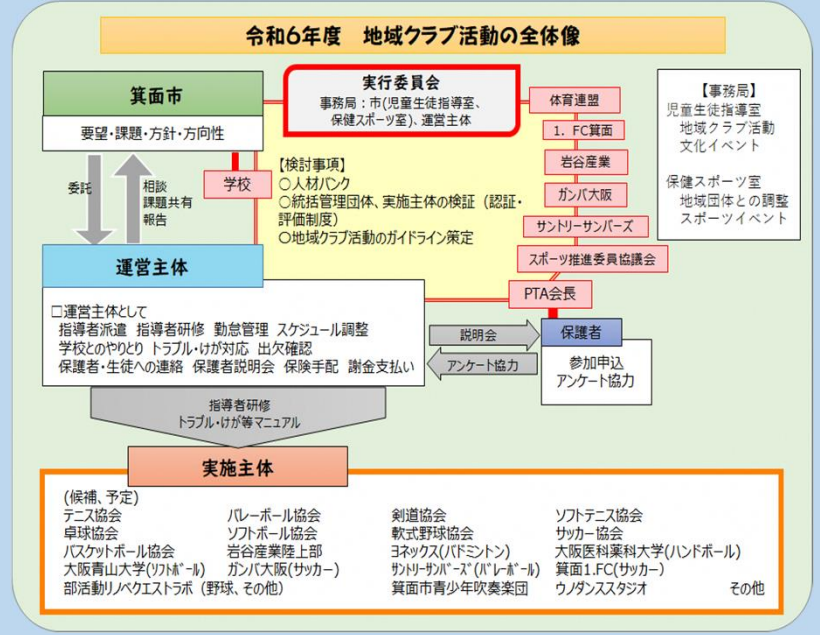 令和6年度 地域クラブ活動の全体像
箕面市
要望・課題・方針・方向性
委託
相談
課題共有
報告
学校
実行委員会
事務局：市(児童生徒指導室、
保健スポーツ室)、運営主体
【検討事項】
○人材バンク
○統括管理団体、実施主体の検証（認証・
評価制度）
○地域クラブ活動のガイドライン策定
体育連盟
1．FC箕面
岩谷産業
ガンバ大阪
サントリーサンバーズ
スポーツ推進委員協議会
PTA会長
【事務局】
児童生徒指導室
地域クラブ活動
文化イベント
保健スポーツ室
地域団体との調整
スポーツイベント
運営主体
□運営主体として
指導者派遣 指導者研修 勤怠管理 スケジュール調整
学校とのやりとり トラブル・けが対応 出欠確認
保護者・生徒への連絡 保護者説明会 保険手配 謝金支払い
説明会
アンケート協力
保護者
参加申込
アンケート協力
指導者研修
トラブル・けが等マニュアル
実施主体
(候補、予定)
テニス協会 バレーボール協会 剣道協会 ソフトテニス協会
卓球協会 ソフトボール協会 軟式野球協会 サッカー協会
バスケットボール協会 岩谷産業陸上部 ヨネックス(バドミントン) 大阪医科薬科大学(ハンドボール)
大阪青山大学(ソフトボール) ガンバ大阪(サッカー) サントリーサンバーズ(バレーボール) 箕面1.FC(サッカー)
部活動リノベクエストラボ（野球、その他） 箕面市青少年吹奏楽団 ウノダンススタジオ その他